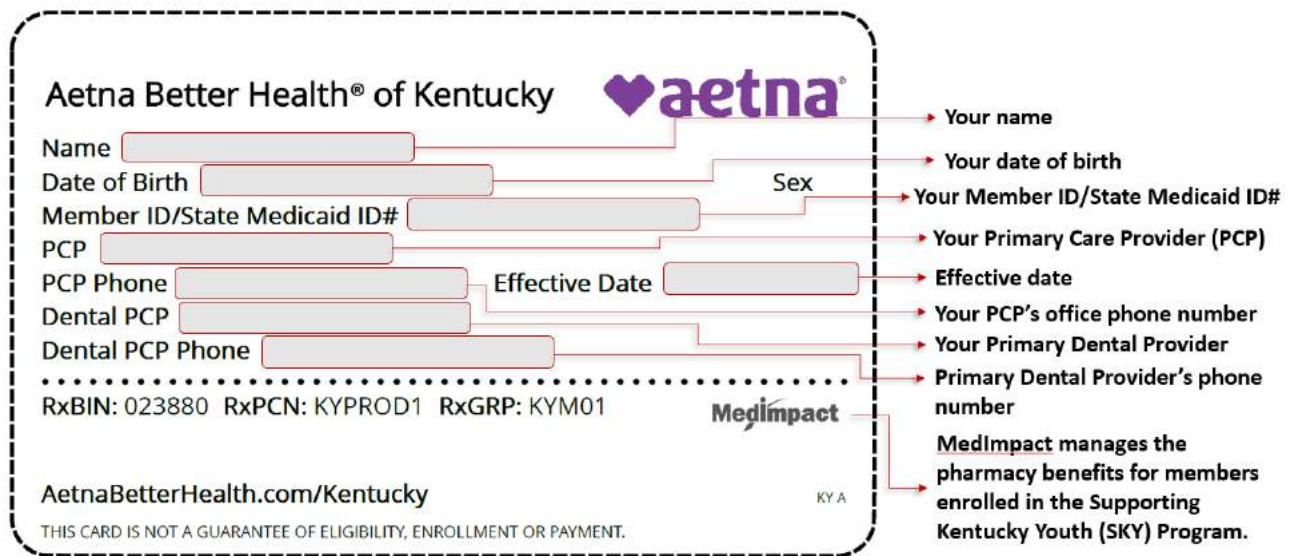 Aetna Better Health® of Kentucky
aetna®
Name
Date of Birth
Sex
Member ID/State Medicaid ID#
PCP
PCP Phone
Effective Date
Dental PCP
Dental PCP Phone
RxBIN: 023880 RxPCN: KYPROD1 RxGRP: KYM01
MedImpact
AetnaBetterHealth.com/Kentucky
KY A
THIS CARD IS NOT A GUARANTEE OF ELIGIBILITY, ENROLLMENT OR PAYMENT.
Your name
Your date of birth
Your Member ID/State Medicaid ID#
Your Primary Care Provider (PCP)
Effective date
Your PCP’s office phone number
Your Primary Dental Provider
Primary Dental Provider’s phone
number
MedImpact manages the
pharmacy benefits for members
enrolled in the Supporting
Kentucky Youth (SKY) Program.